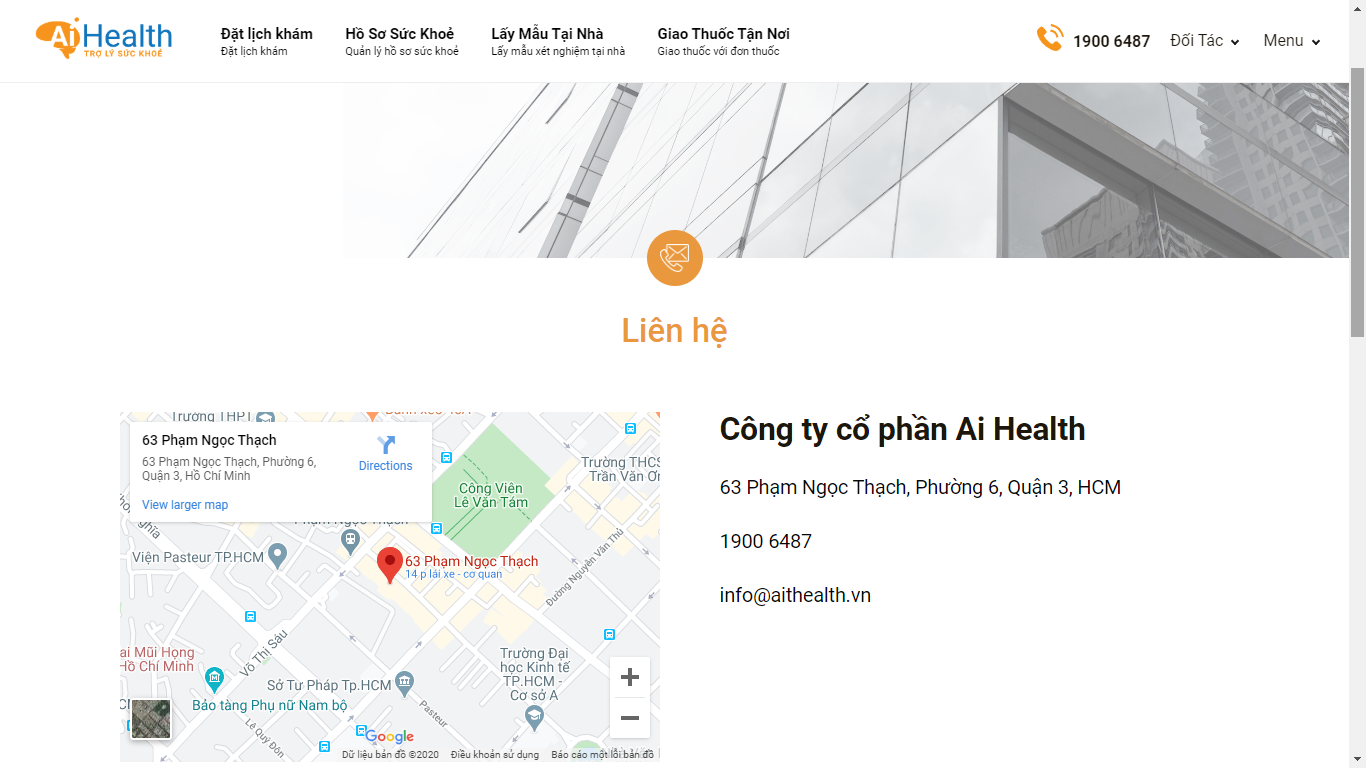 Ai Health
TRỢ LÝ SỨC KHOẺ
Đặt lịch khám
Đặt lịch khám
Hồ Sơ Sức Khoẻ
Quản lý hồ sơ sức khoẻ
Lấy Mẫu Tại Nhà
Lấy mẫu xét nghiệm tại nhà
Giao Thuốc Tận Nơi
Giao thuốc với đơn thuốc
1900 6487
Đối Tác
Menu
Liên hệ
Trường THPT
63 Phạm Ngọc Thạch
63 Phạm Ngọc Thạch, Phường 6,
Quận 3, Hồ Chí Minh
Directions
View larger map
Công Viên
Lê Văn Tám
Trường THCS
Trần Văn Ơn
Phạm Ngọc Thạch
Viện Pasteur TP.HCM
63 Phạm Ngọc Thạch
14 p lái xe - cơ quan
Đường Nguyễn Văn Thủ
Võ Thị Sáu
ai Mũi Họng
Hồ Chí Minh
Trường Đại
học Kinh tế
TP.HCM -
Cơ sở A
Sở Tư Pháp Tp.HCM
Bảo tàng Phụ nữ Nam bộ
Pasteur
Lê Quý Đôn
Google
Dữ liệu bản đồ ©2020
Điều khoản sử dụng
Báo cáo một lỗi bản đồ
Công ty cổ phần Ai Health
63 Phạm Ngọc Thạch, Phường 6, Quận 3, HCM
1900 6487
info@aithealth.vn